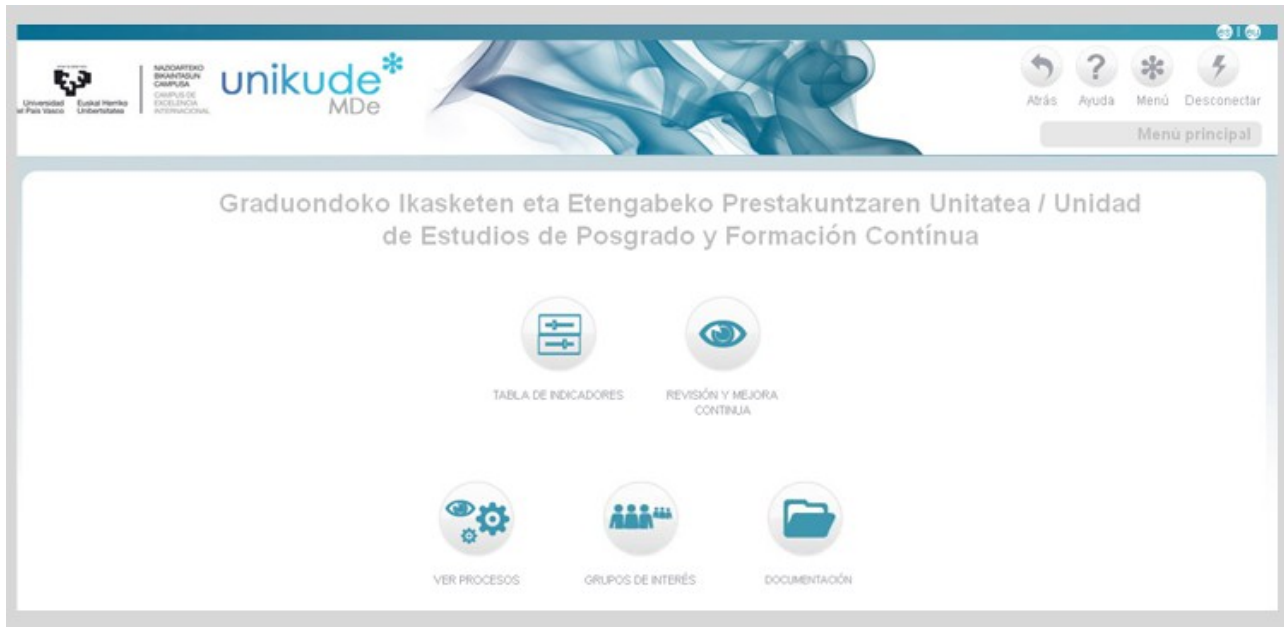 es | eu
Universidad del País Vasco
Euskal Herriko Unibertsitatea
NAZIOARTEKO
BIKAINTASUN
CAMPUSA
CAMPUS DE
EXCELENCIA
INTERNACIONAL
unikude*
MDe
Atrás Ayuda Menú Desconectar
Menú principal
Graduondoko Ikasketen eta Etengabeko Prestakuntzaren Unitatea / Unidad
de Estudios de Posgrado y Formación Contínua
TABLA DE INDICADORES
REVISIÓN Y MEJORA
CONTINUA
VER PROCESOS
GRUPOS DE INTERÉS
DOCUMENTACIÓN